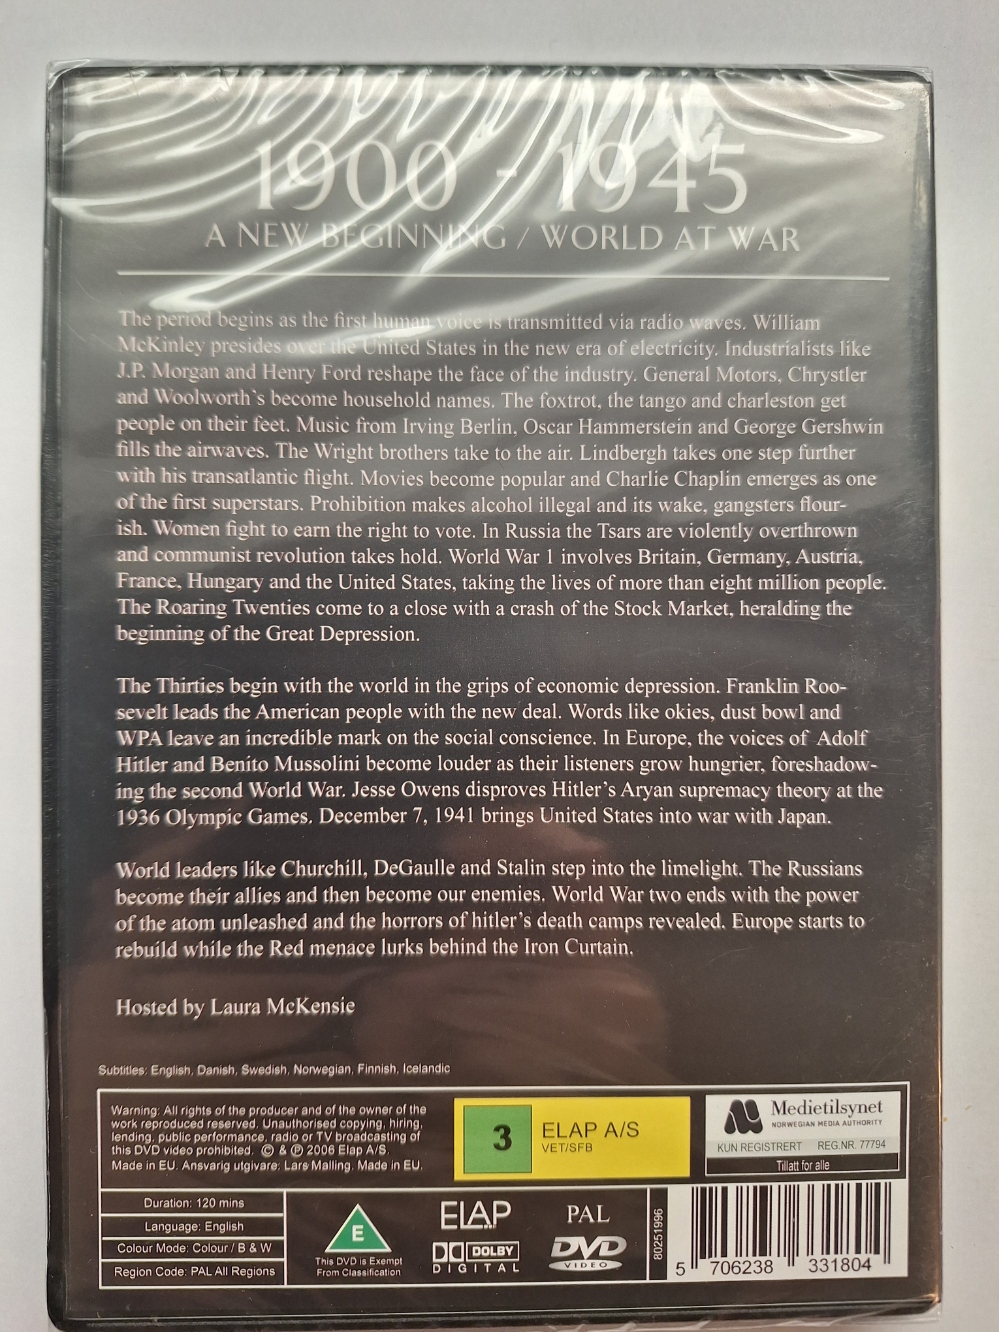 1900 - 1945
A NEW BEGINNING / WORLD AT WAR
The period begins as the first human voice is transmitted via radio waves. William
McKinley presides over the United States in the new era of electricity. Industrialists like
J.P. Morgan and Henry Ford reshape the face of the industry. General Motors, Chrystler
and Woolworth`s become household names. The foxtrot, the tango and charleston get
people on their feet. Music from Irving Berlin, Oscar Hammerstein and George Gershwin
fills the airwaves. The Wright brothers take to the air. Lindbergh takes one step further
with his transatlantic flight. Movies become popular and Charlie Chaplin emerges as one
of the first superstars. Prohibition makes alcohol illegal and its wake, gangsters flour-
ish. Women fight to earn the right to vote. In Russia the Tsars are violently overthrown
and communist revolution takes hold. World War 1 involves Britain, Germany, Austria,
France, Hungary and the United States, taking the lives of more than eight million people.
The Roaring Twenties come to a close with a crash of the Stock Market, heralding the
beginning of the Great Depression.
The Thirties begin with the world in the grips of economic depression. Franklin Roo-
sevelt leads the American people with the new deal. Words like okies, dust bowl and
WPA leave an incredible mark on the social conscience. In Europe, the voices of Adolf
Hitler and Benito Mussolini become louder as their listeners grow hungrier, foreshadow-
ing the second World War. Jesse Owens disproves Hitler's Aryan supremacy theory at the
1936 Olympic Games. December 7, 1941 brings United States into war with Japan.
World leaders like Churchill, DeGaulle and Stalin step into the limelight. The Russians
become their allies and then become our enemies. World War two ends with the power
of the atom unleashed and the horrors of hitler's death camps revealed. Europe starts to
rebuild while the Red menace lurks behind the Iron Curtain.
Hosted by Laura McKensie
Subtitles: English, Danish, Swedish, Norwegian, Finnish, Icelandic
Warning: All rights of the producer and of the owner of the
work reproduced reserved. Unauthorised copying, hiring,
lending, public performance, radio or TV broadcasting of
this DVD video prohibited. © & ℗ 2006 Elap A/S.
Made in EU. Ansvarig utgivare: Lars Malling. Made in EU.
3 ELAP A/S
VET/SFB
Medietilsynet
NORWEGIAN MEDIA AUTHORITY
KUN REGISTRERT REG.NR. 77794
Tillatt for alle
Duration: 120 mins
Language: English
Colour Mode: Colour / B & W
Region Code: PAL All Regions
E
This DVD is Exempt
From Classification
ELAP
DOLBY
DIGITAL
PAL
DVD
VIDEO
80251996
5 706238 331804